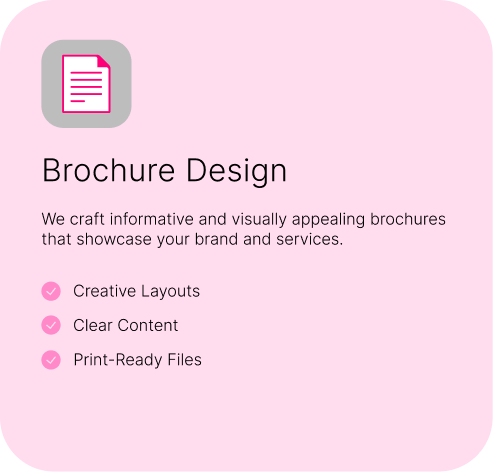 Brochure Design
We craft informative and visually appealing brochures
that showcase your brand and services.
Creative Layouts
Clear Content
Print-Ready Files